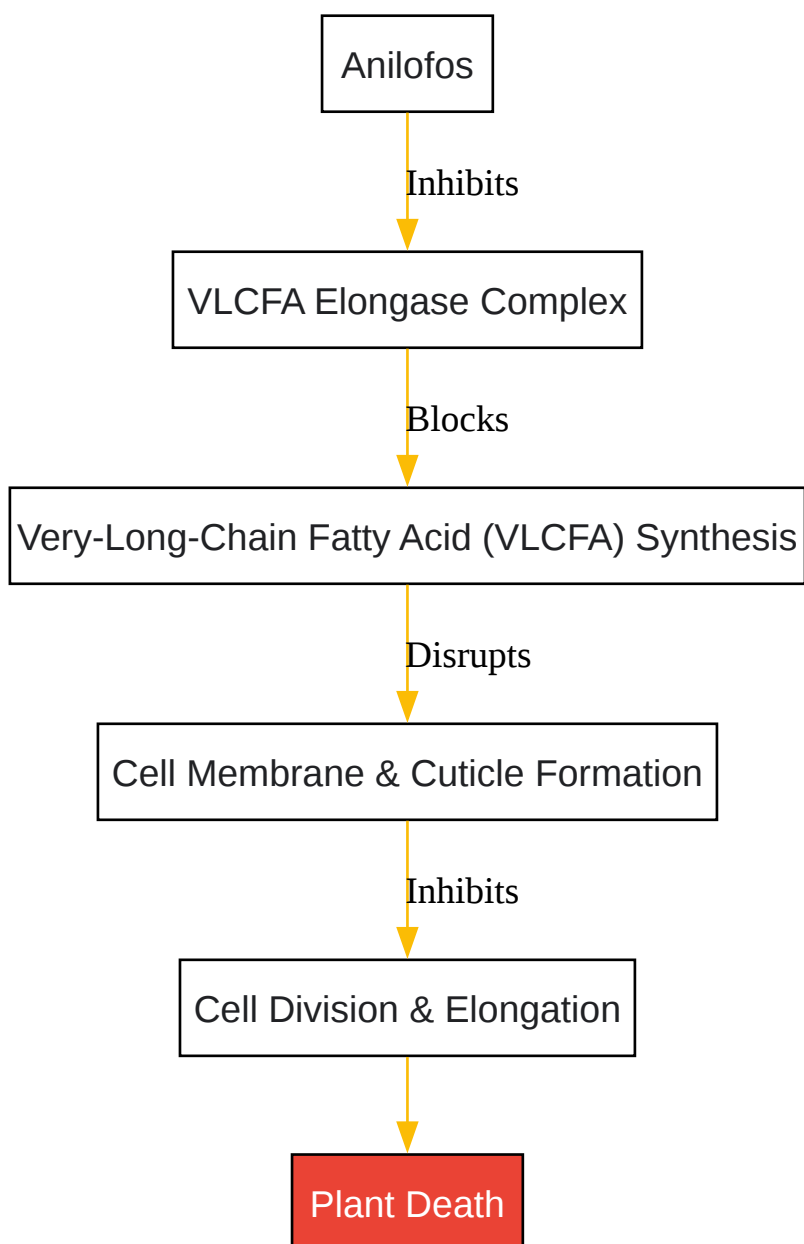 Anilofos
Inhibits
VLCFA Elongase Complex
Blocks
Very-Long-Chain Fatty Acid (VLCFA) Synthesis
Disrupts
Cell Membrane & Cuticle Formation
Inhibits
Cell Division & Elongation
Plant Death